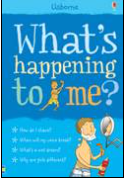 Usborne
What's
happening
to me?
How do I shave?
When will my voice break?
What's a wet dream?
Why are girls different?